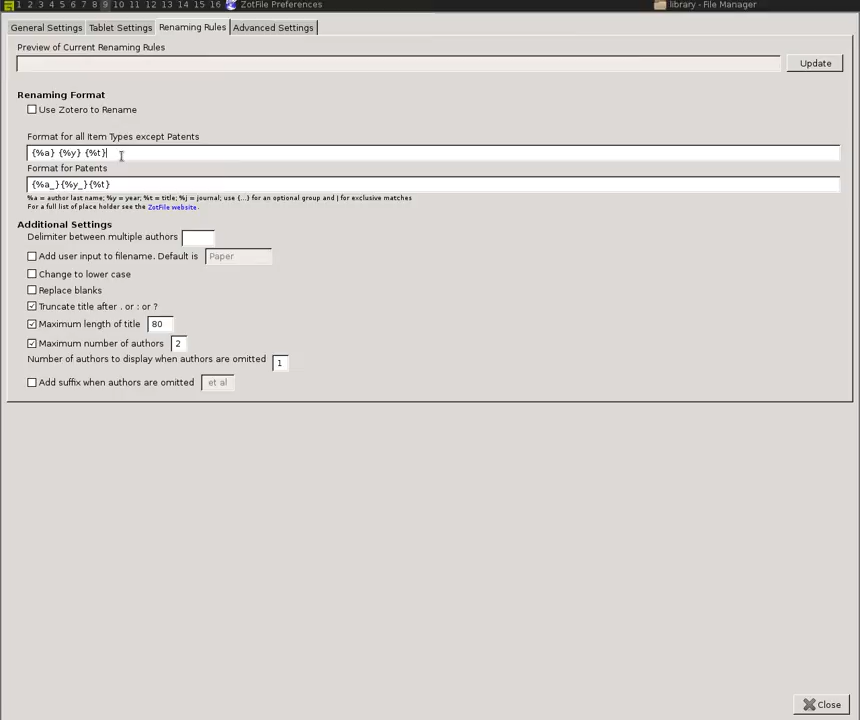 1 2 3 4 5 6 7 8 9 10 11 12 13 14 15 16 ZotFile Preferences library - File Manager
General Settings Tablet Settings Renaming Rules Advanced Settings
Preview of Current Renaming Rules
Update
Renaming Format
Use Zotero to Rename
Format for all Item Types except Patents
{%a} {%y} {%t}
Format for Patents
{%a_}{%y_}{%t}
%a = author last name; %y = year; %t = title; %j = journal; use {...} for an optional group and | for exclusive matches
For a full list of place holder see the ZotFile website.
Additional Settings
Delimiter between multiple authors
Add user input to filename. Default is Paper
Change to lower case
Replace blanks
Truncate title after . or : or ?
Maximum length of title 80
Maximum number of authors 2
Number of authors to display when authors are omitted 1
Add suffix when authors are omitted et al
Close